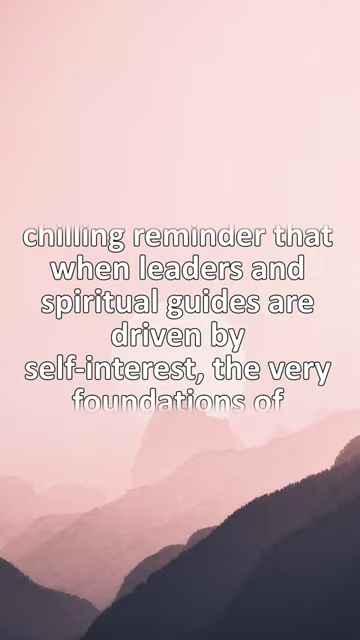 chilling reminder that
when leaders and
spiritual guides are
driven by
self-interest, the very
foundations of